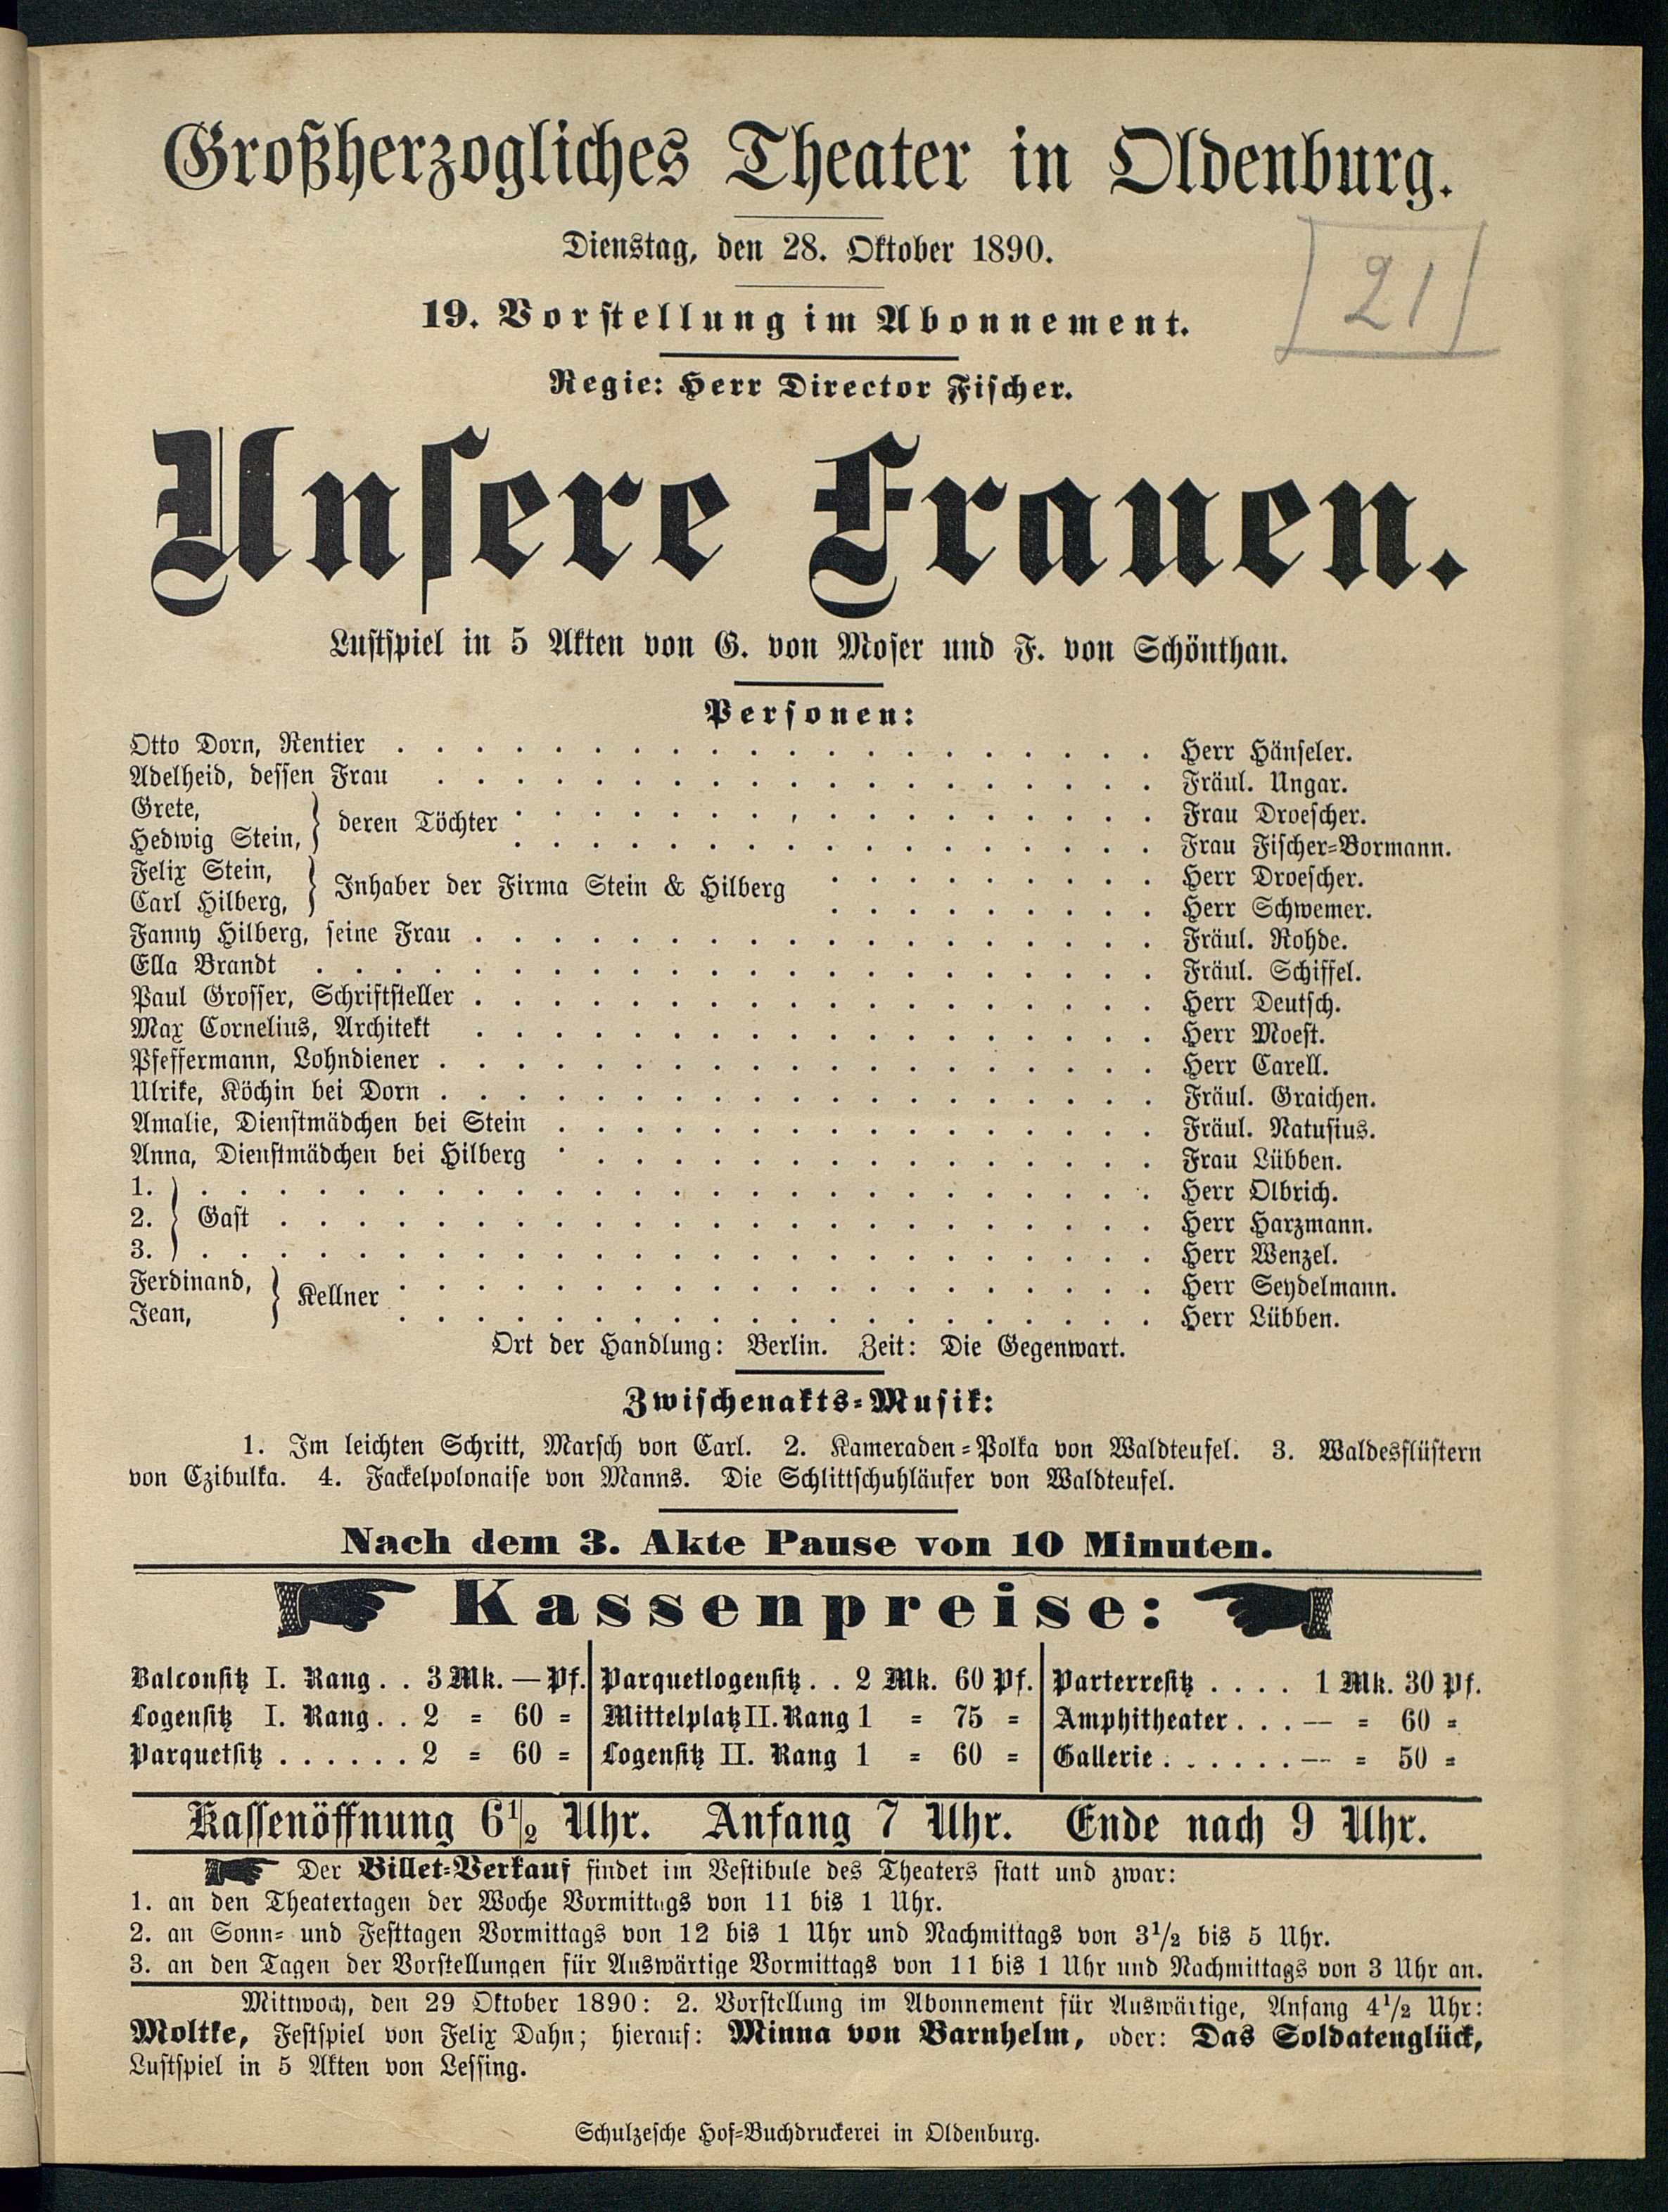 Großherzogliches Theater in Oldenburg.
Dienstag, den 28. Oktober 1890.
21
19. Vorstellung im Abonnement.
Regie: Herr Director Fischer.
Unsere Frauen.
Lustspiel in 5 Akten von G. von Moser und F. von Schönthan.
Personen:
Otto Dorn, Rentier . . . . . . . . . . . . . . . . . . . . Herr Hänseler.
Adelheid, dessen Frau . . . . . . . . . . . . . . . . . . . Fräul. Ungar.
Grete, } deren Töchter . . . . . . . . . . . . . . . . . Frau Droescher.
Hedwig Stein, } . . . . . . . . . . . . . . . . . Frau Fischer=Bormann.
Felix Stein, } Inhaber der Firma Stein & Hilberg . . . . . . . . . Herr Droescher.
Carl Hilberg, } . . . . . . . . . Herr Schwemer.
Fanny Hilberg, seine Frau . . . . . . . . . . . . . . . . . . Fräul. Rohde.
Ella Brandt . . . . . . . . . . . . . . . . . . . . . . Fräul. Schiffel.
Paul Grosser, Schriftsteller . . . . . . . . . . . . . . . . . . Herr Deutsch.
Max Cornelius, Architekt . . . . . . . . . . . . . . . . . . Herr Moest.
Pfeffermann, Lohndiener . . . . . . . . . . . . . . . . . . . Herr Carell.
Ulrike, Köchin bei Dorn . . . . . . . . . . . . . . . . . . . Fräul. Graichen.
Amalie, Dienstmädchen bei Stein . . . . . . . . . . . . . . . . Fräul. Natusius.
Anna, Dienstmädchen bei Hilberg . . . . . . . . . . . . . . . . Frau Lübben.
1. } . . . . . . . . . . . . . . . . . . . . . . . . . Herr Olbrich.
2. } Gast . . . . . . . . . . . . . . . . . . . . . . . Herr Harzmann.
3. } . . . . . . . . . . . . . . . . . . . . . . . . . Herr Wenzel.
Ferdinand, } Kellner . . . . . . . . . . . . . . . . . . . . Herr Seydelmann.
Jean, } . . . . . . . . . . . . . . . . . . . . Herr Lübben.
Ort der Handlung: Berlin. Zeit: Die Gegenwart.
Zwischenakts=Musik:
1. Im leichten Schritt, Marsch von Carl. 2. Kameraden=Polka von Waldteufel. 3. Waldesflüstern
von Czibulka. 4. Fackelpolonaise von Manns. Die Schlittschuhläufer von Waldteufel.
Nach dem 3. Akte Pause von 10 Minuten.
Kassenpreise:
Balconsitz I. Rang . . 3 Mk. — Pf. Parquetlogensitz . . 2 Mk. 60 Pf. Parterresitz . . . . 1 Mk. 30 Pf.
Logensitz I. Rang . . 2 = 60 = Mittelplatz II. Rang 1 = 75 = Amphitheater . . . — = 60 =
Parquetsitz . . . . . . 2 = 60 = Logensitz II. Rang 1 = 60 = Gallerie . . . . . . — = 50 =
Kassenöffnung 6½ Uhr. Anfang 7 Uhr. Ende nach 9 Uhr.
Der Billet=Verkauf findet im Vestibule des Theaters statt und zwar:
1. an den Theatertagen der Woche Vormittags von 11 bis 1 Uhr.
2. an Sonn= und Festtagen Vormittags von 12 bis 1 Uhr und Nachmittags von 3½ bis 5 Uhr.
3. an den Tagen der Vorstellungen für Auswärtige Vormittags von 11 bis 1 Uhr und Nachmittags von 3 Uhr an.
Mittwoch, den 29 Oktober 1890: 2. Vorstellung im Abonnement für Auswärtige, Anfang 4½ Uhr:
Moltke, Festspiel von Felix Dahn; hierauf: Minna von Barnhelm, oder: Das Soldatenglück,
Lustspiel in 5 Akten von Lessing.
Schulzesche Hof=Buchdruckerei in Oldenburg.